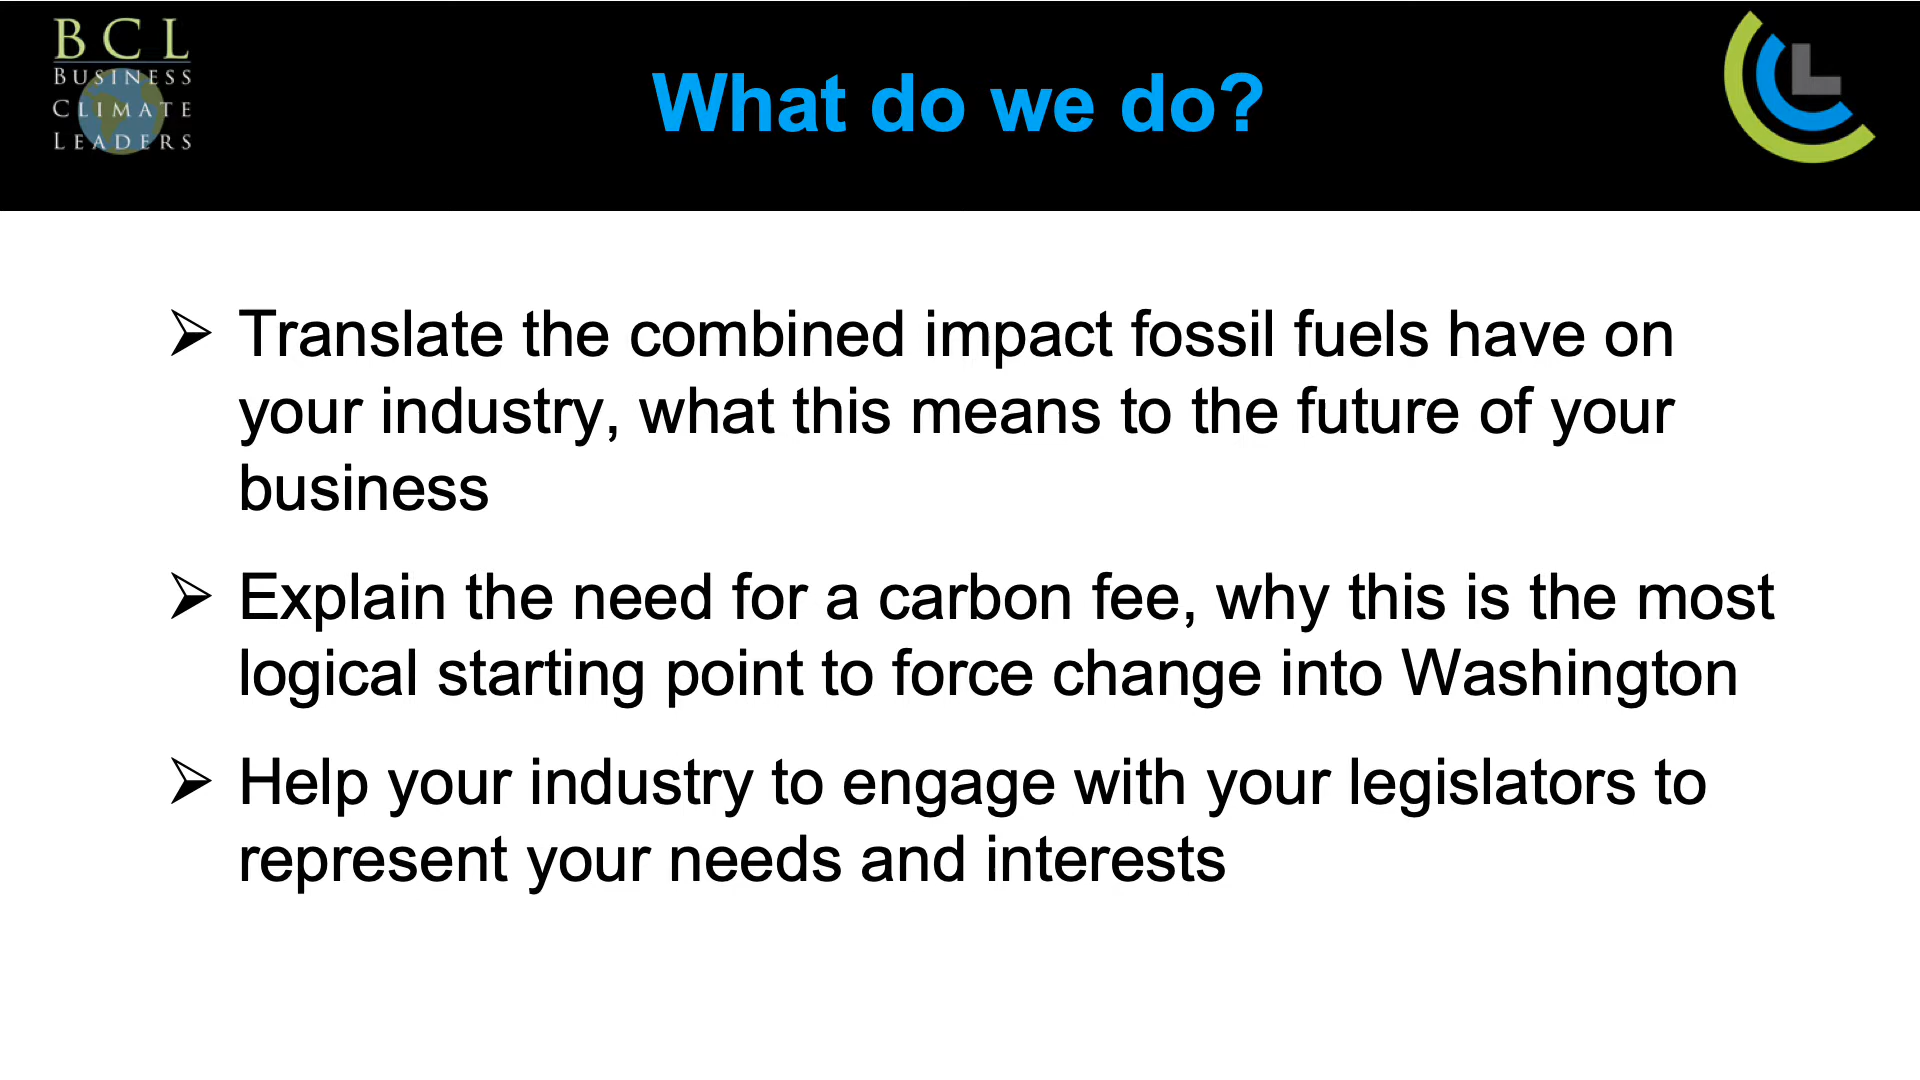 BCL
BUSINESS
CLIMATE
LEADERS
What do we do?
CCL
➢ Translate the combined impact fossil fuels have on
your industry, what this means to the future of your
business
➢ Explain the need for a carbon fee, why this is the most
logical starting point to force change into Washington
➢ Help your industry to engage with your legislators to
represent your needs and interests